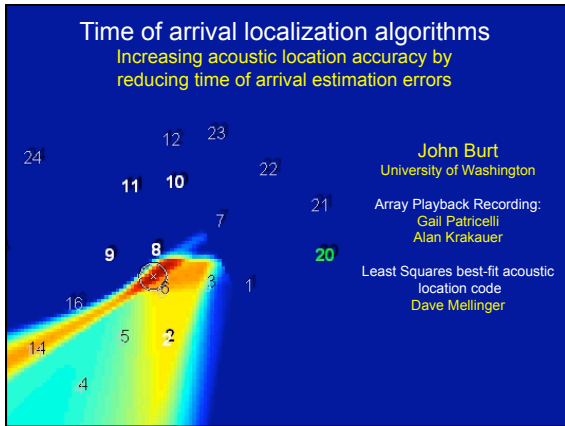 Time of arrival localization algorithms
Increasing acoustic location accuracy by
reducing time of arrival estimation errors
John Burt
University of Washington
Array Playback Recording:
Gail Patricelli
Alan Krakauer
Least Squares best-fit acoustic
location code
Dave Mellinger
12
23
24
22
11
10
21
7
9
8
20
6
3
1
16
5
2
14
4